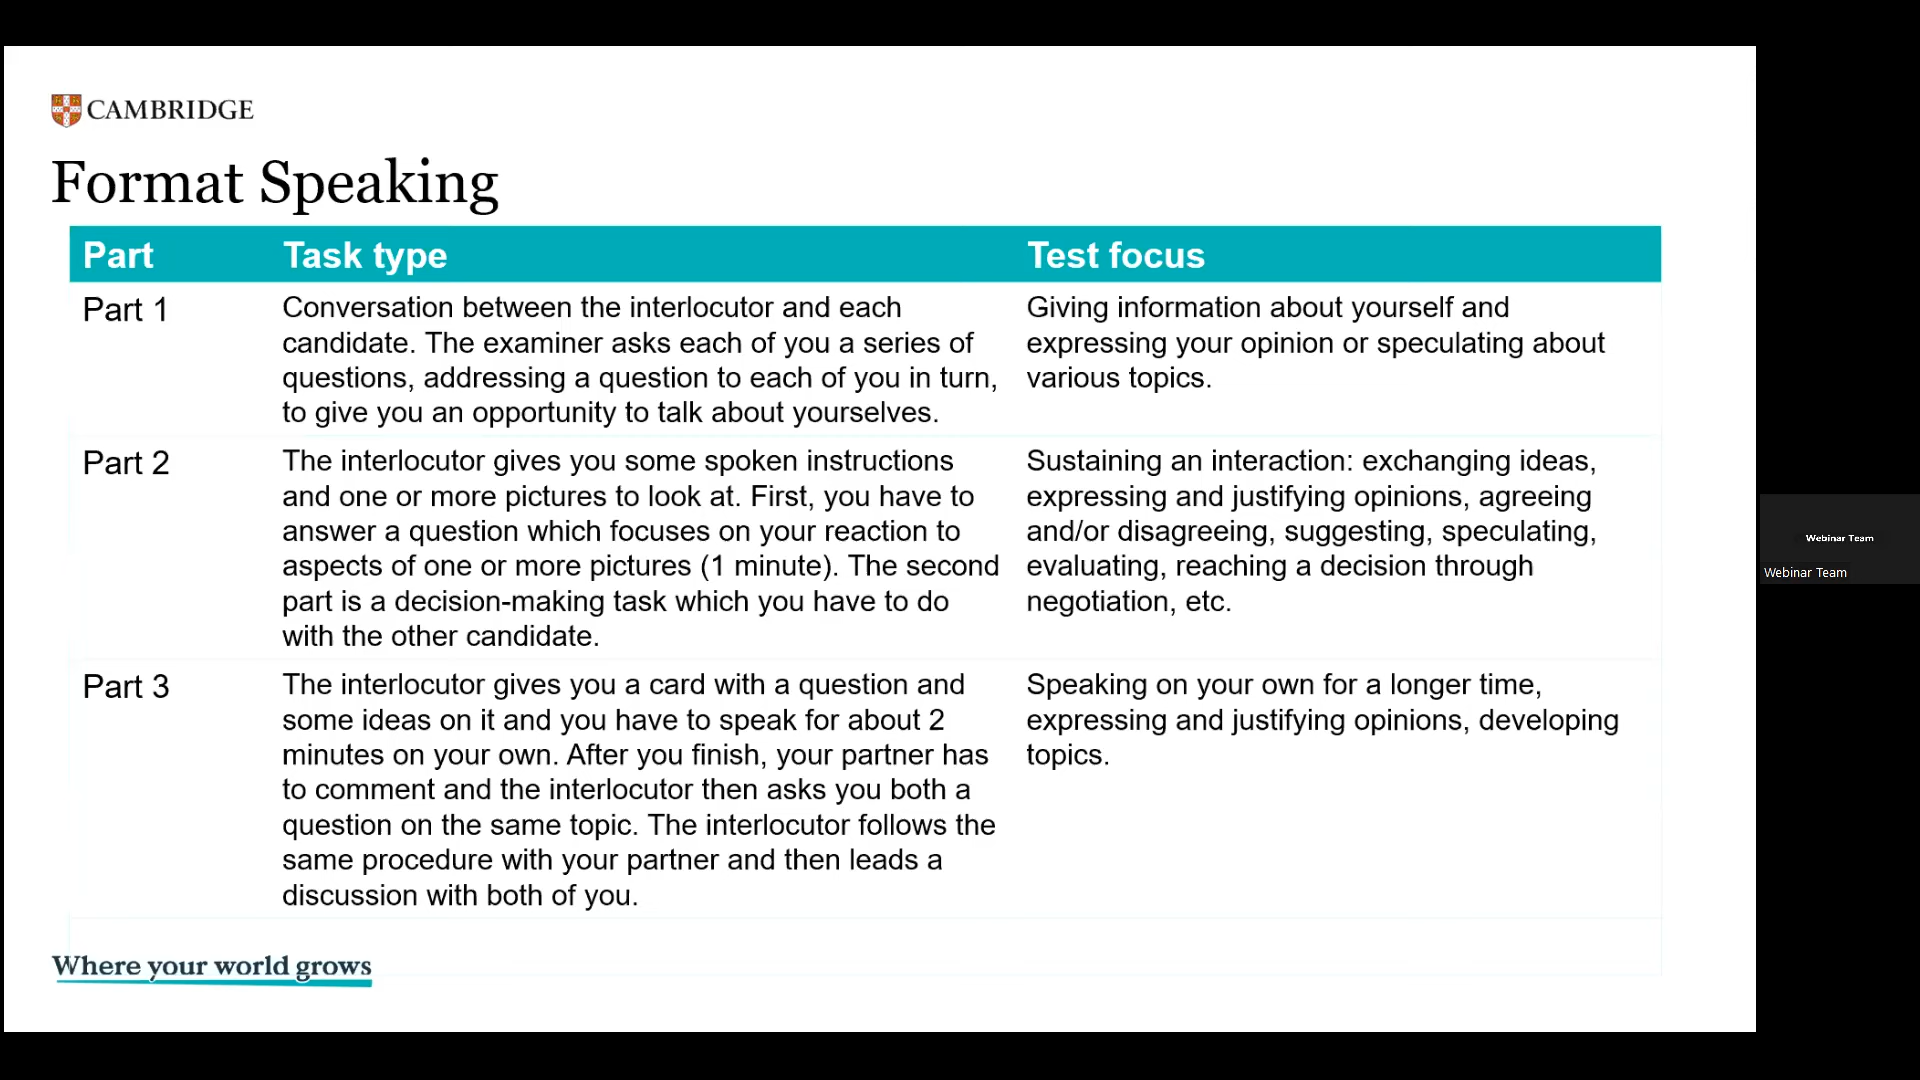 CAMBRIDGE
Format Speaking
Part Task type Test focus
Part 1
Conversation between the interlocutor and each
candidate. The examiner asks each of you a series of
questions, addressing a question to each of you in turn,
to give you an opportunity to talk about yourselves.
Giving information about yourself and
expressing your opinion or speculating about
various topics.
Part 2
The interlocutor gives you some spoken instructions
and one or more pictures to look at. First, you have to
answer a question which focuses on your reaction to
aspects of one or more pictures (1 minute). The second
part is a decision-making task which you have to do
with the other candidate.
Sustaining an interaction: exchanging ideas,
expressing and justifying opinions, agreeing
and/or disagreeing, suggesting, speculating,
evaluating, reaching a decision through
negotiation, etc.
Part 3
The interlocutor gives you a card with a question and
some ideas on it and you have to speak for about 2
minutes on your own. After you finish, your partner has
to comment and the interlocutor then asks you both a
question on the same topic. The interlocutor follows the
same procedure with your partner and then leads a
discussion with both of you.
Speaking on your own for a longer time,
expressing and justifying opinions, developing
topics.
Where your world grows
Webinar Team
Webinar Team